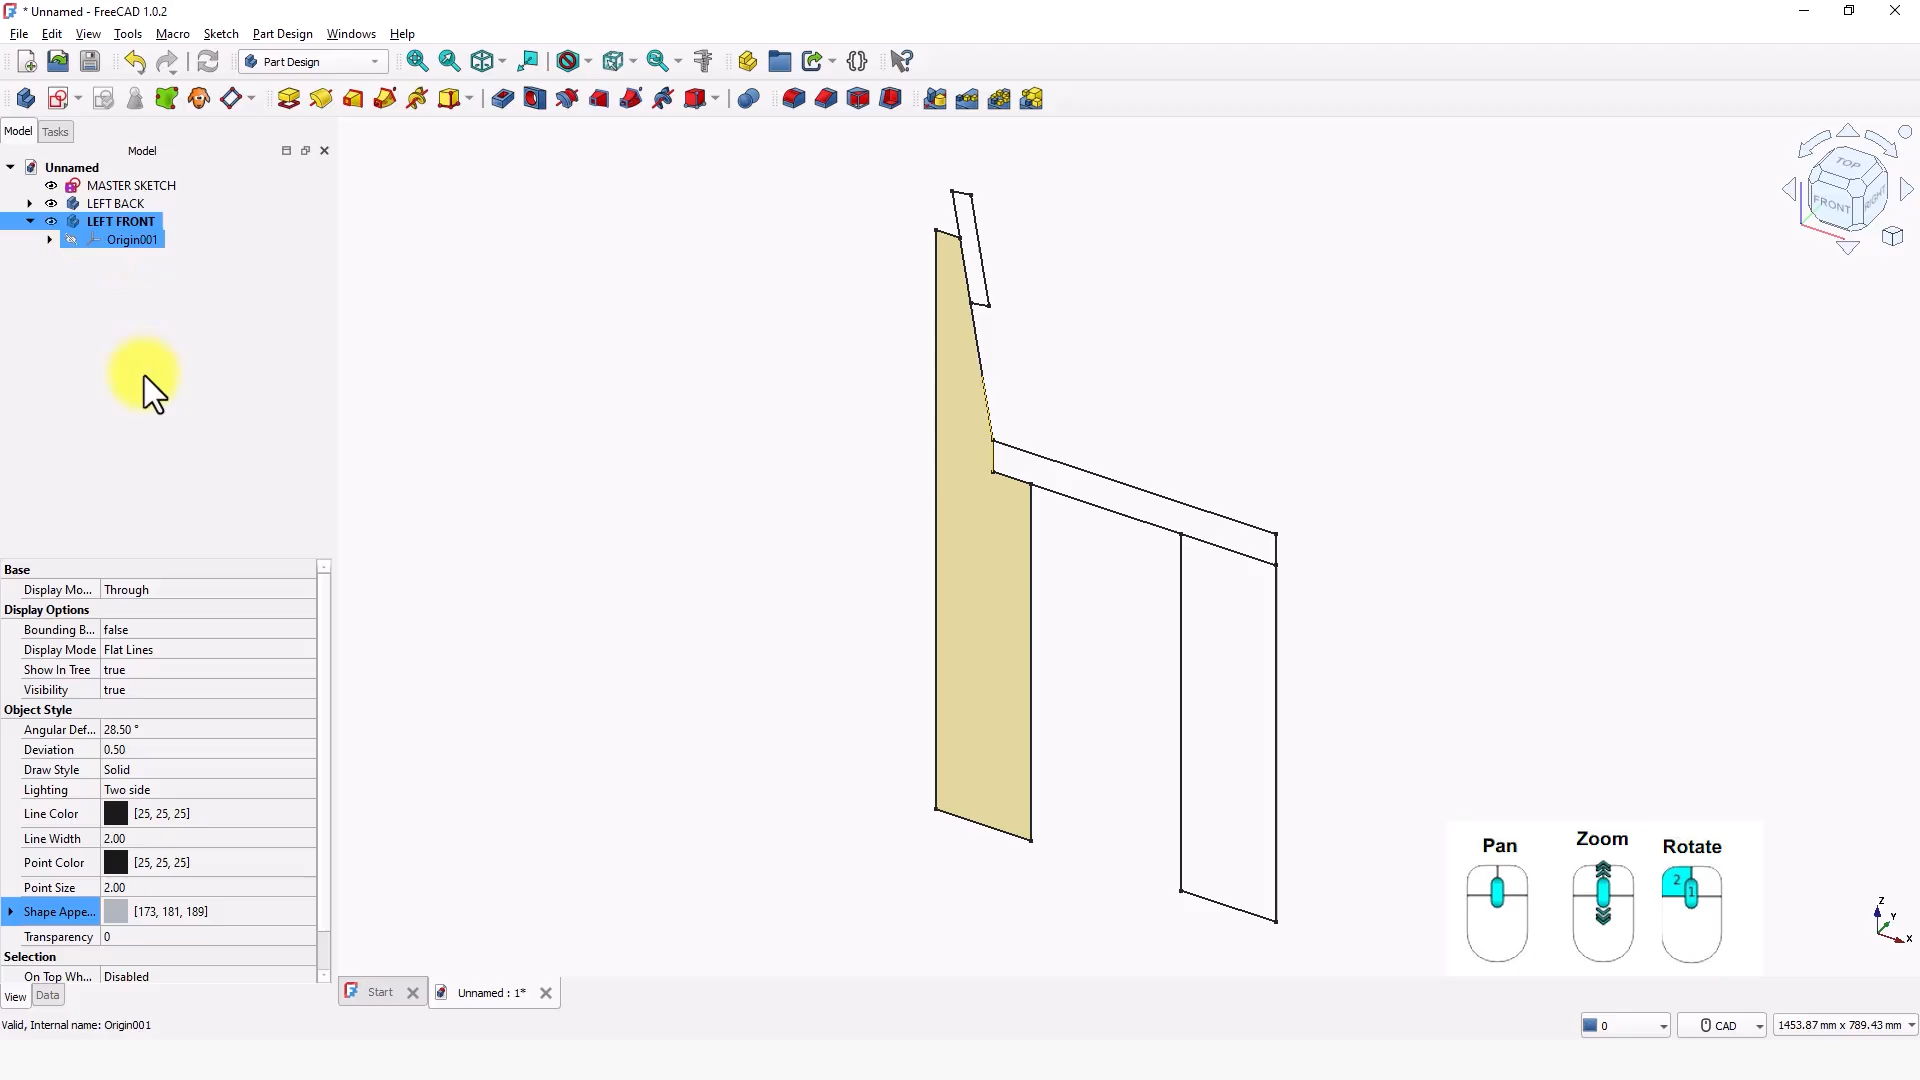 * Unnamed - FreeCAD 1.0.2
File Edit View Tools Macro Sketch Part Design Windows Help
Part Design
Model Tasks
Model
Unnamed
MASTER SKETCH
LEFT BACK
LEFT FRONT
Origin001
TOP
FRONT
RIGHT
Base
Display Mo... Through
Display Options
Bounding B... false
Display Mode Flat Lines
Show In Tree true
Visibility true
Object Style
Angular Def... 28.50 °
Deviation 0.50
Draw Style Solid
Lighting Two side
Line Color [25, 25, 25]
Line Width 2.00
Point Color [25, 25, 25]
Point Size 2.00
Shape Appe... [173, 181, 189]
Transparency 0
Selection
On Top Wh... Disabled
View Data
Start
Unnamed : 1*
Pan Zoom Rotate
2 1
Z
Y
X
Valid, Internal name: Origin001
0
CAD
1453.87 mm x 789.43 mm